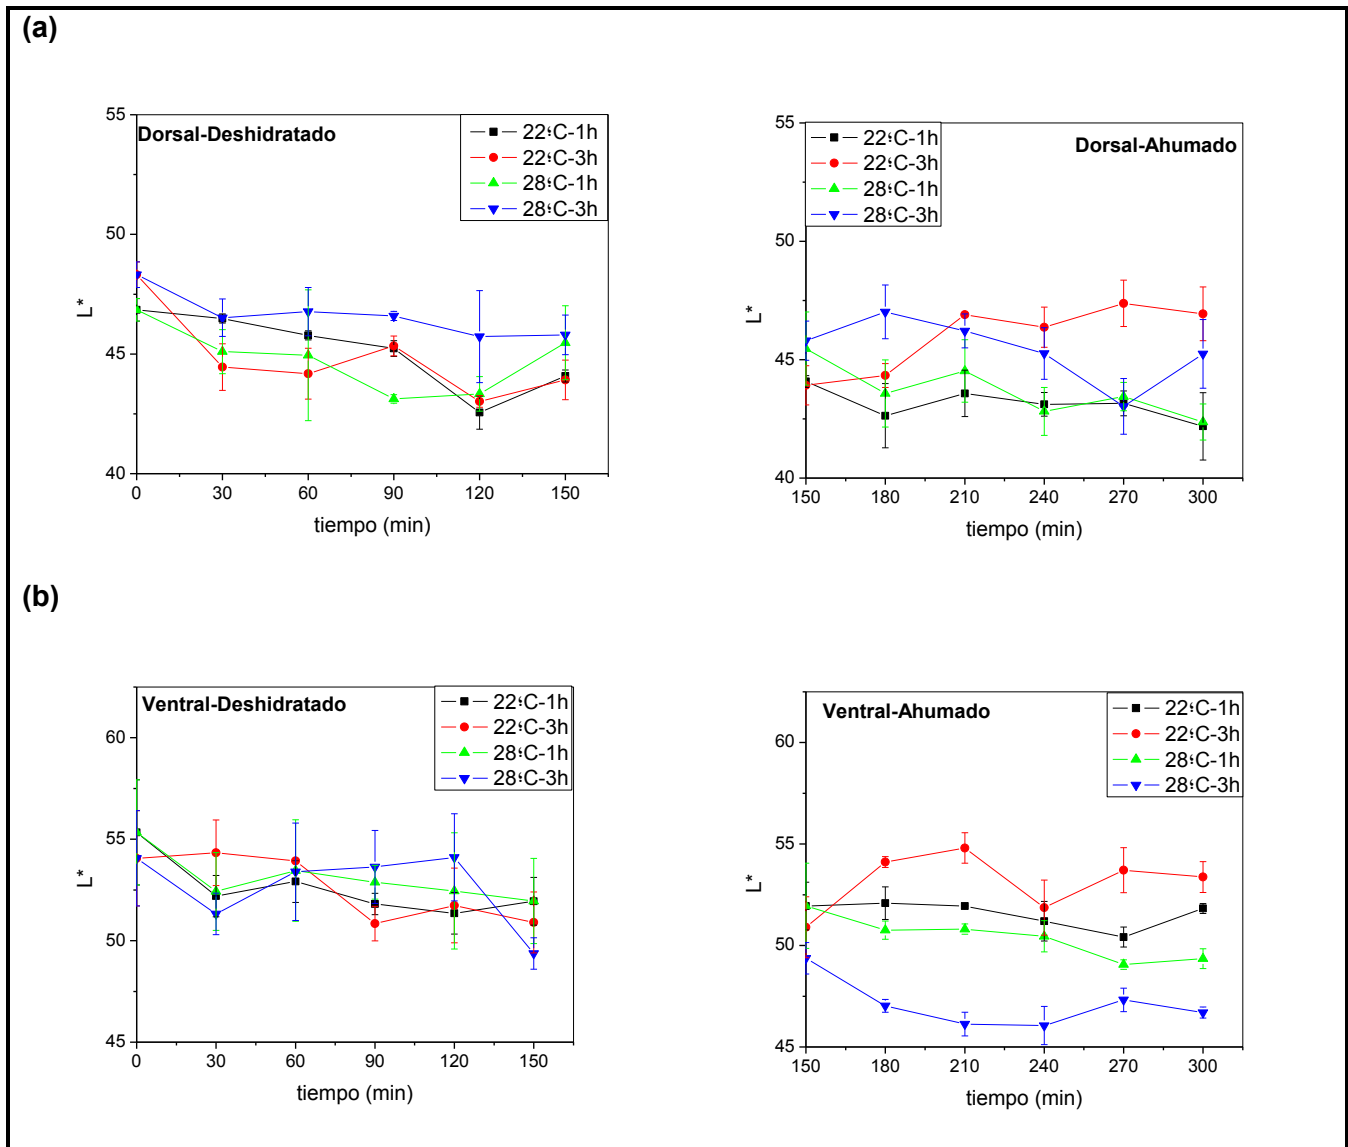 (a)
Dorsal-Deshidratado
22؛C-1h
22؛C-3h
28؛C-1h
28؛C-3h
55
50
45
40
L*
0 30 60 90 120 150
tiempo (min)
Dorsal-Ahumado
22؛C-1h
22؛C-3h
28؛C-1h
28؛C-3h
55
50
45
40
L*
150 180 210 240 270 300
tiempo (min)
(b)
Ventral-Deshidratado
22؛C-1h
22؛C-3h
28؛C-1h
28؛C-3h
60
55
50
45
L*
0 30 60 90 120 150
tiempo (min)
Ventral-Ahumado
22؛C-1h
22؛C-3h
28؛C-1h
28؛C-3h
60
55
50
45
L*
150 180 210 240 270 300
tiempo (min)